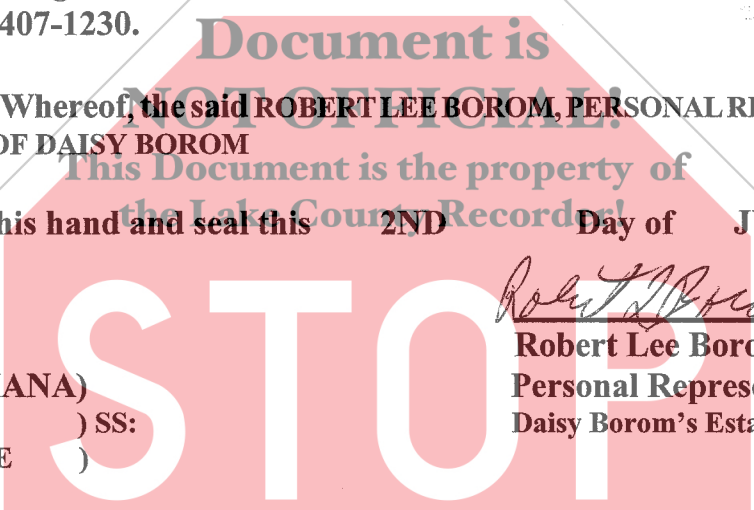 407-1230.
Document is
NOT OFFICIAL!
Whereof, the said ROBERT LEE BOROM, PERSONAL RE
OF DAISY BOROM
This Document is the property of
the Lake County Recorder!
his hand and seal this 2ND Day of J
STOP
Robert Lee Boro
ANA) Personal Represe
) SS: Daisy Borom's Esta
E )